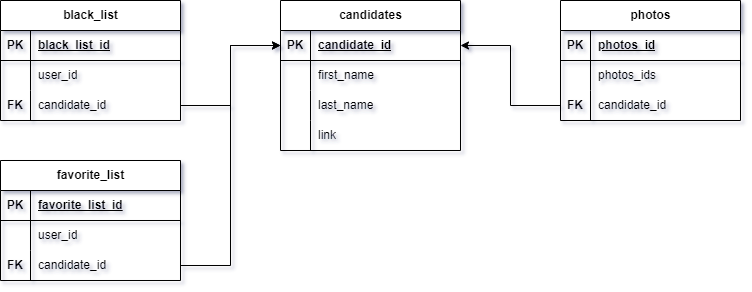 black_list
PK black_list_id
user_id
FK candidate_id
candidates
PK candidate_id
first_name
last_name
link
photos
PK photos_id
photos_ids
FK candidate_id
favorite_list
PK favorite_list_id
user_id
FK candidate_id